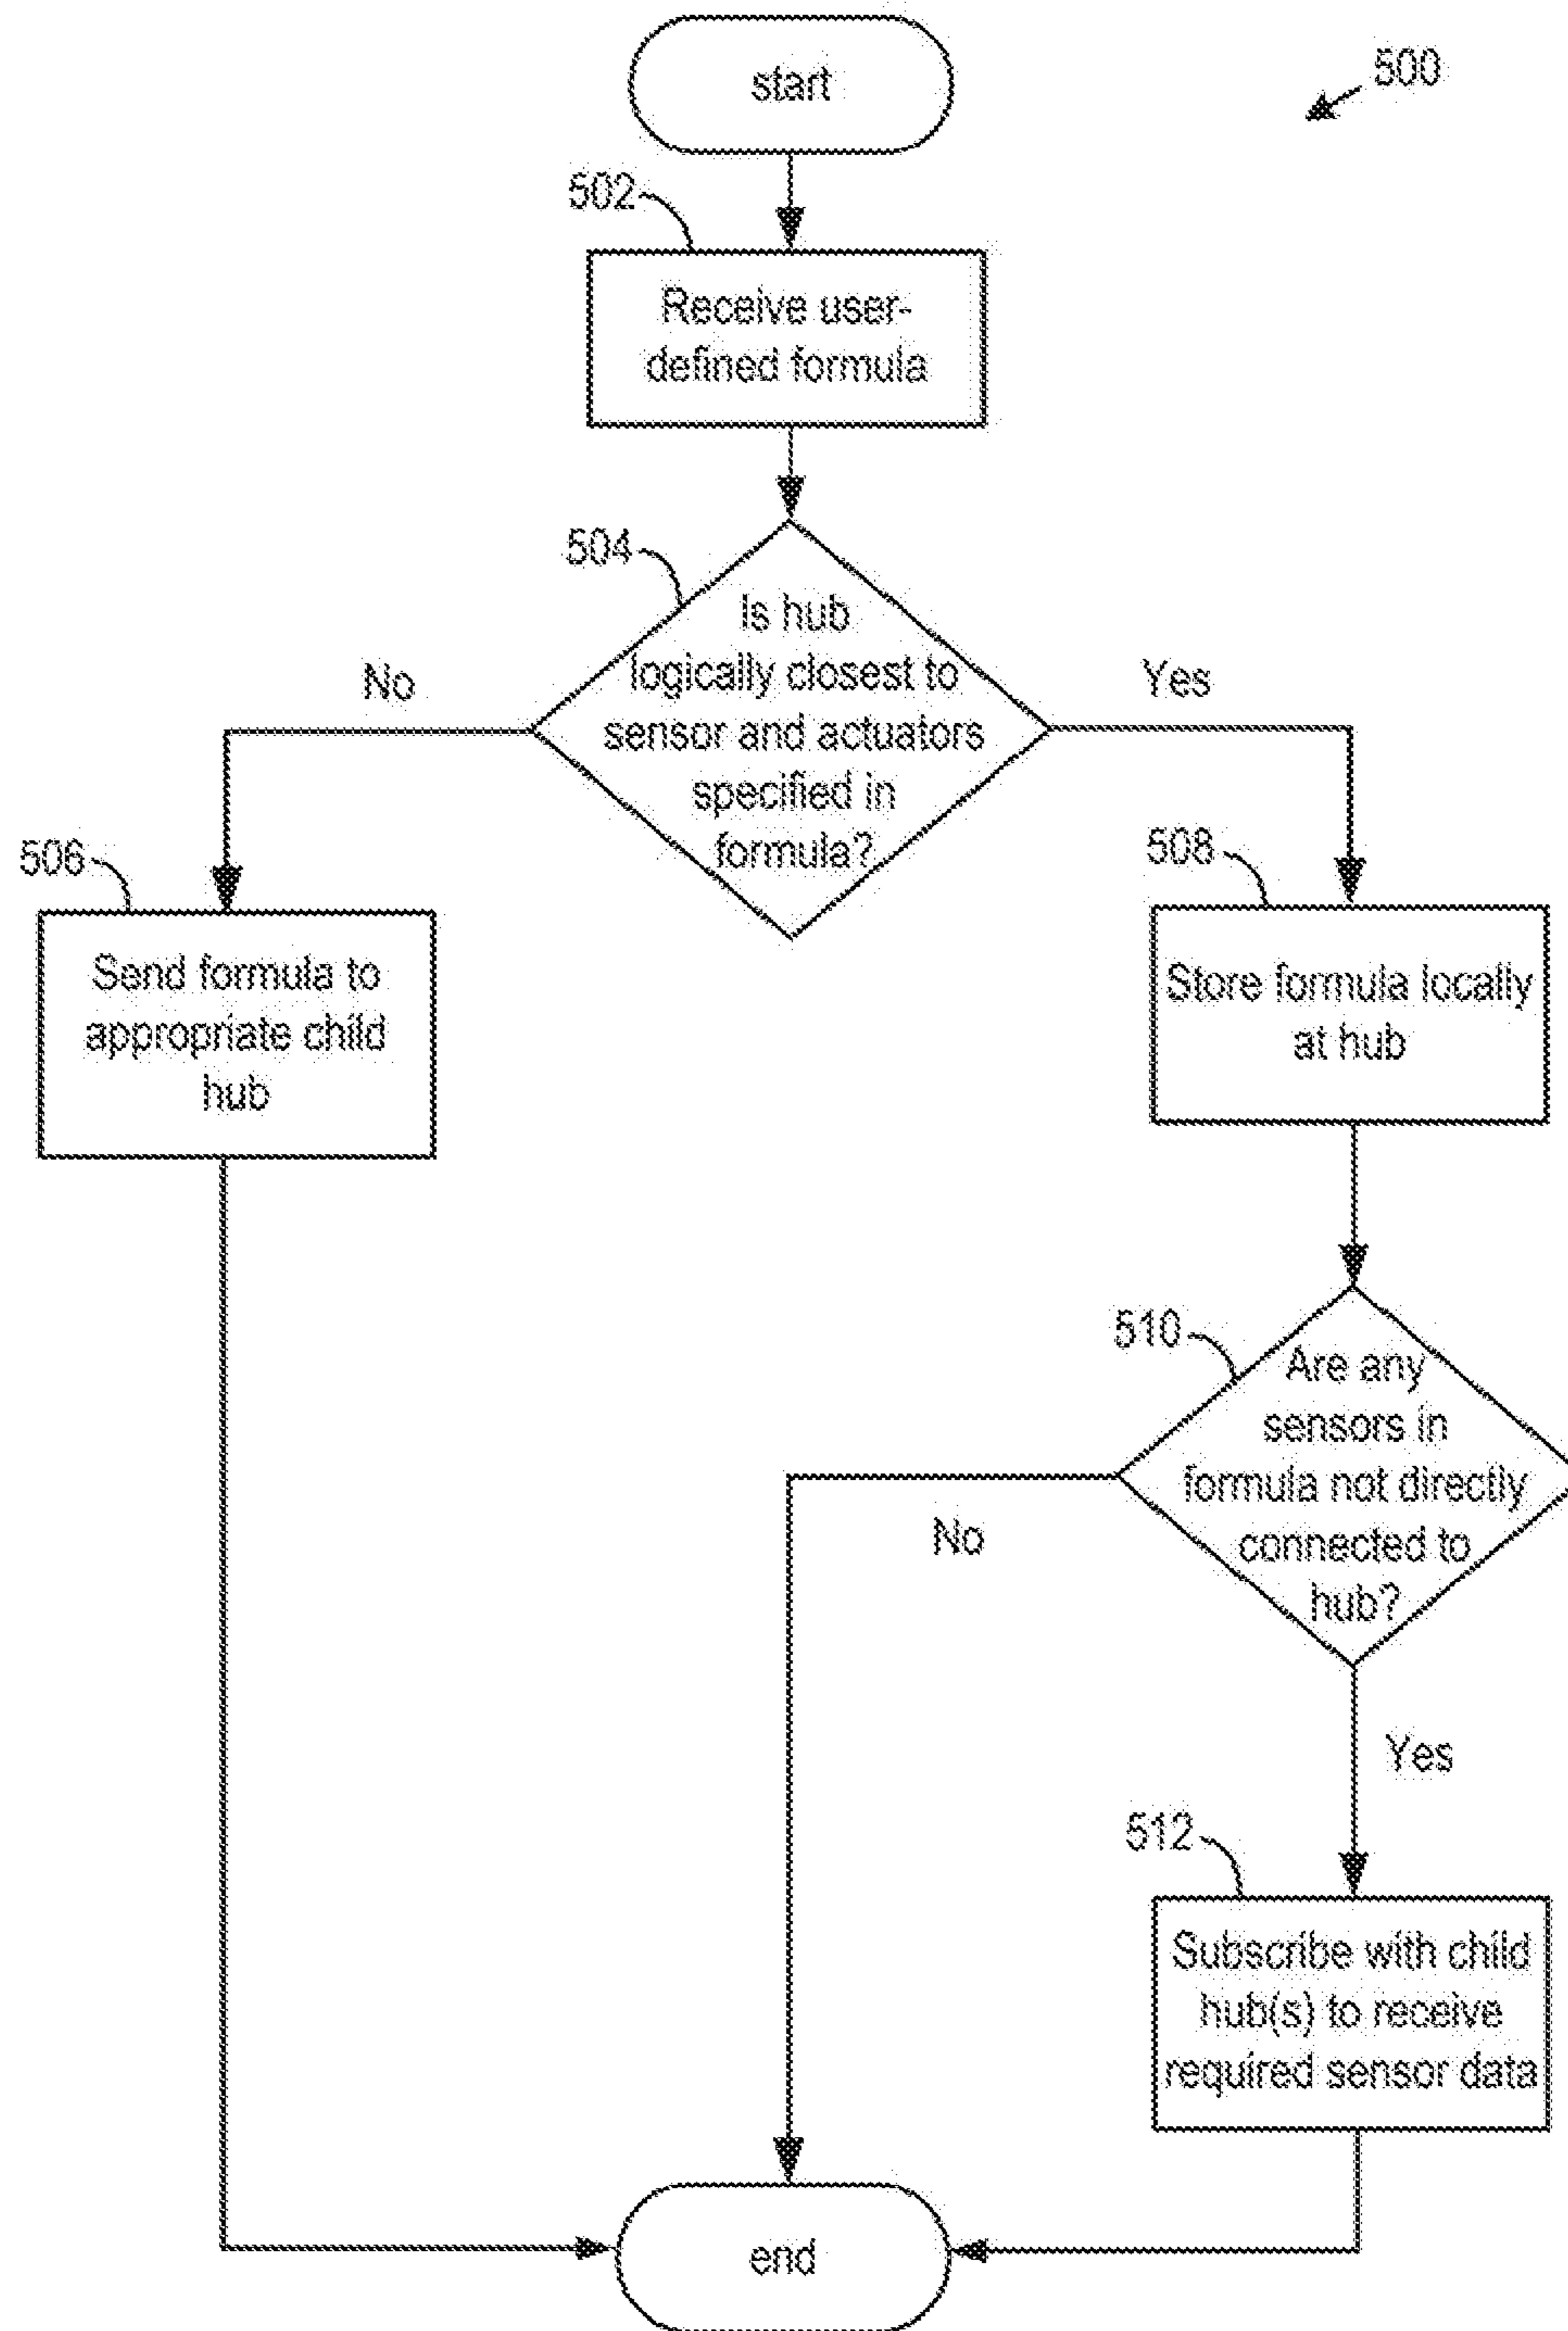 start
500
502
Receive user-
defined formula
504
Is hub
logically closest to
sensor and actuators
specified in
formula?
No
Yes
506
Send formula to
appropriate child
hub
508
Store formula locally
at hub
510
Are any
sensors in
formula not directly
connected to
hub?
No
Yes
512
Subscribe with child
hub(s) to receive
required sensor data
end